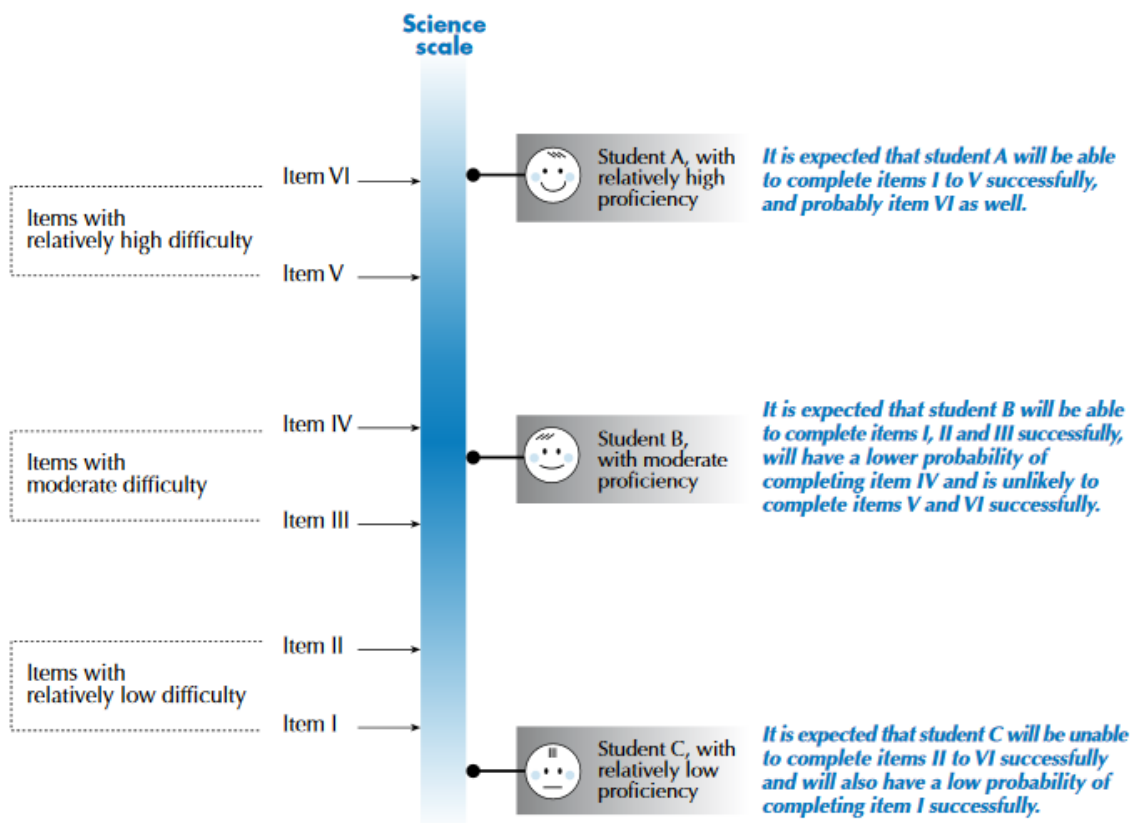 Science
scale
Item VI
Items with
relatively high difficulty
Item V
Student A, with
relatively high
proficiency
It is expected that student A will be able
to complete items I to V successfully,
and probably item VI as well.
Item IV
Items with
moderate difficulty
Item III
Student B,
with moderate
proficiency
It is expected that student B will be able
to complete items I, II and III successfully,
will have a lower probability of
completing item IV and is unlikely to
complete items V and VI successfully.
Item II
Items with
relatively low difficulty
Item I
Student C, with
relatively low
proficiency
It is expected that student C will be unable
to complete items II to VI successfully
and will also have a low probability of
completing item I successfully.